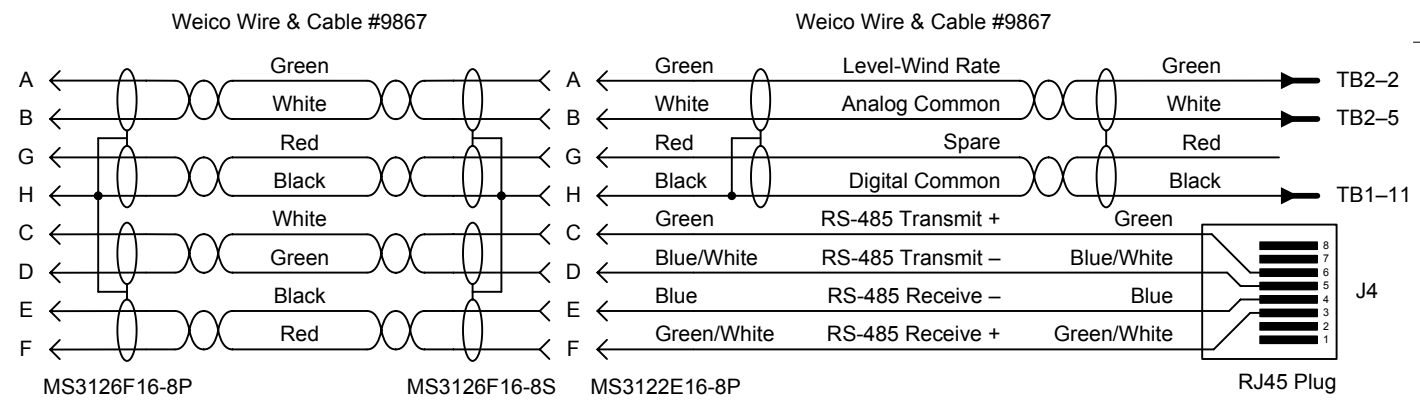 Weico Wire & Cable #9867 Weico Wire & Cable #9867
A Green A Green Level-Wind Rate Green TB2–2
B White B White Analog Common White TB2–5
G Red G Red Spare Red
H Black H Black Digital Common Black TB1–11
C White C Green RS-485 Transmit + Green
D Green D Blue/White RS-485 Transmit – Blue/White
E Black E Blue RS-485 Receive – Blue
F Red F Green/White RS-485 Receive + Green/White
8
7
6
5
4
3
2
1
J4
MS3126F16-8P MS3126F16-8S MS3122E16-8P RJ45 Plug